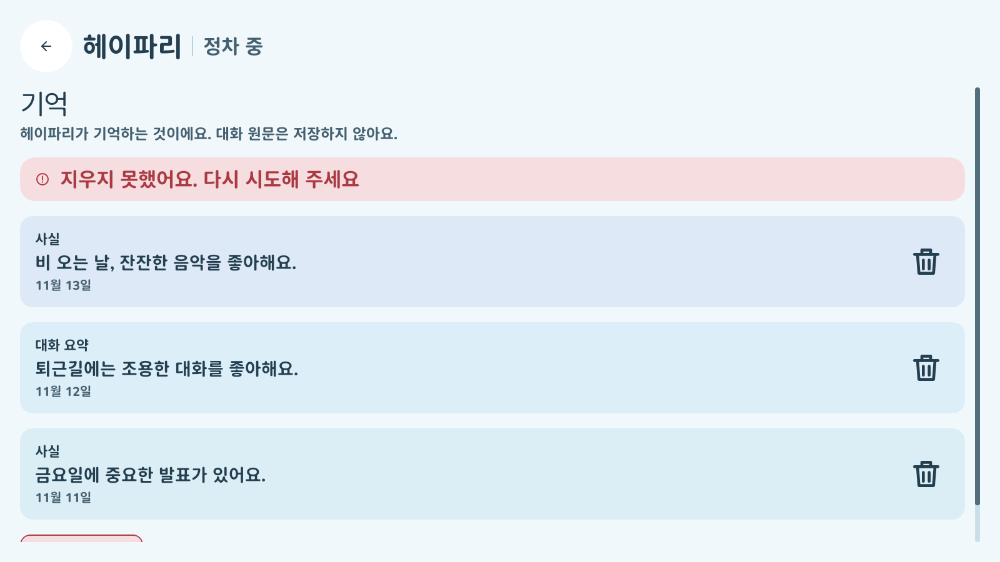 헤이파리
정차 중
기억
헤이파리가 기억하는 것이에요. 대화 원문은 저장하지 않아요.
지우지 못했어요. 다시 시도해 주세요
사실
비 오는 날, 잔잔한 음악을 좋아해요.
11월 13일
대화 요약
퇴근길에는 조용한 대화를 좋아해요.
11월 12일
사실
금요일에 중요한 발표가 있어요.
11월 11일